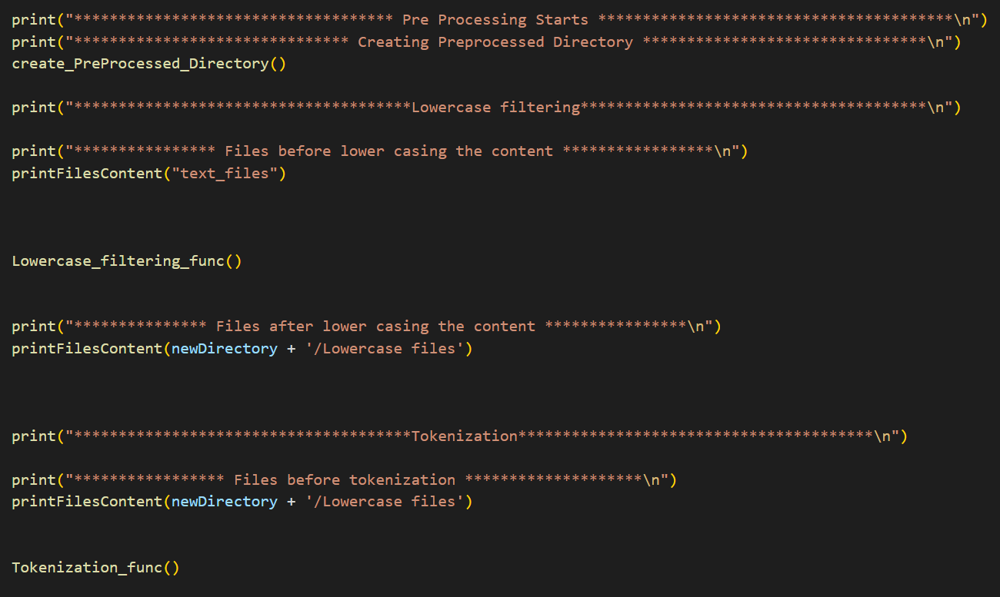 print("************************************ Pre Processing Starts ****************************************\n")
print("******************************* Creating Preprocessed Directory ********************************\n")
create_PreProcessed_Directory()
print("**************************************Lowercase filtering***************************************\n")
print("**************** Files before lower casing the content *****************\n")
printFilesContent("text_files")
Lowercase_filtering_func()
print("*************** Files after lower casing the content ****************\n")
printFilesContent(newDirectory + '/Lowercase files')
print("**************************************Tokenization****************************************\n")
print("***************** Files before tokenization ********************\n")
printFilesContent(newDirectory + '/Lowercase files')
Tokenization_func()